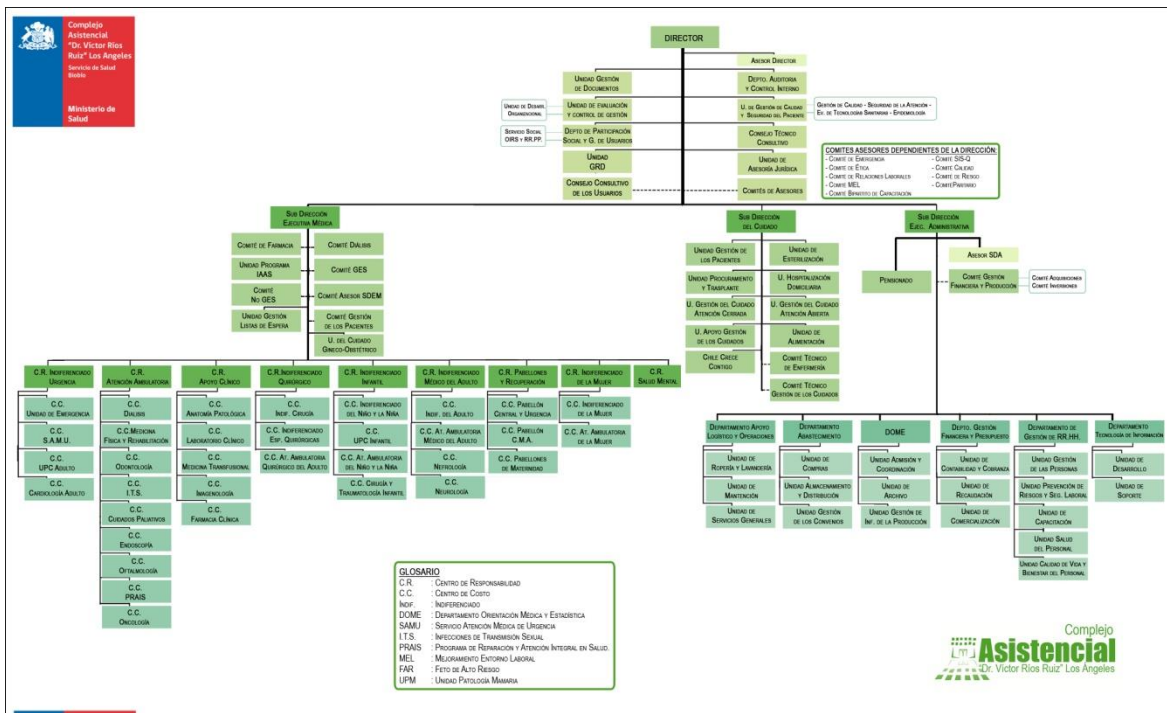 Complejo
Asistencial
"Dr. Víctor Ríos
Ruiz" Los Angeles
Servicio de Salud
Biobío
Ministerio de
Salud
DIRECTOR
ASESOR DIRECTOR
UNIDAD GESTIÓN
DE DOCUMENTOS
DEPTO. AUDITORIA
Y CONTROL INTERNO
UNIDAD DE DESARR.
ORGANIZACIONAL
UNIDAD DE EVALUACIÓN
Y CONTROL DE GESTIÓN
U. DE GESTIÓN DE CALIDAD
Y SEGURIDAD DEL PACIENTE
GESTIÓN DE CALIDAD - SEGURIDAD DE LA ATENCIÓN -
EV. DE TECNOLOGÍAS SANITARIAS - EPIDEMIOLOGÍA
SERVICIO SOCIAL
OIRS Y RR.PP.
DEPTO DE PARTICIPACIÓN
SOCIAL Y G. DE USUARIOS
CONSEJO TÉCNICO
CONSULTIVO
UNIDAD
GRD
UNIDAD DE
ASESORÍA JURÍDICA
CONSEJO CONSULTIVO
DE LOS USUARIOS
COMITÉS DE ASESORES
COMITES ASESORES DEPENDIENTES DE LA DIRECCIÓN:
- COMITÉ DE EMERGENCIA
- COMITÉ SIS-Q
- COMITÉ DE ÉTICA
- COMITÉ CALIDAD
- COMITÉ DE RELACIONES LABORALES
- COMITÉ DE RIESGO
- COMITÉ MEL
- COMITÉPARITARIO
- COMITÉ BIPARTITO DE CAPACITACIÓN
SUB DIRECCIÓN
EJECUTIVA MÉDICA
SUB DIRECCIÓN
DEL CUIDADO
SUB DIRECCIÓN
EJEC. ADMINISTRATIVA
COMITÉ DE FARMACIA
COMITÉ DIÁLISIS
UNIDAD PROGRAMA
IAAS
COMITÉ GES
COMITÉ
NO GES
COMITÉ ASESOR SDEM
UNIDAD GESTIÓN
LISTAS DE ESPERA
COMITÉ GESTIÓN
DE LOS PACIENTES
U. DEL CUIDADO
GINECO-OBSTÉTRICO
UNIDAD GESTIÓN DE
LOS PACIENTES
UNIDAD DE
ESTERILIZACIÓN
UNIDAD PROCURAMIENTO
Y TRASPLANTE
U. HOSPITALIZACIÓN
DOMICILIARIA
U. GESTIÓN DEL CUIDADO
ATENCIÓN CERRADA
U. GESTIÓN DEL CUIDADO
ATENCIÓN ABIERTA
U. APOYO GESTIÓN
DE LOS CUIDADOS
UNIDAD DE
ALIMENTACIÓN
CHILE CRECE
CONTIGO
COMITÉ TÉCNICO
DE ENFERMERÍA
COMITÉ TÉCNICO
GESTIÓN DE LOS CUIDADOS
ASESOR SDA
PENSIONADO
COMITÉ GESTIÓN
FINANCIERA Y PRODUCCIÓN
COMITÉ ADQUISICIONES
COMITÉ INVERSIONES
C.R. INDIFERENCIADO
URGENCIA
C.C.
UNIDAD DE EMERGENCIA
C.C.
S.A.M.U.
C.C.
UPC ADULTO
C.C.
CARDIOLOGÍA ADULTO
C.R.
ATENCIÓN AMBULATORIA
C.C.
DIALISIS
C.C.MEDICINA
FÍSICA Y REHABILITACIÓN
C.C.
ODONTOLOGÍA
C.C.
I.T.S.
C.C.
CUIDADOS PALIATIVOS
C.C.
ENDOSCOPÍA
C.C.
OFTALMOLOGÍA
C.C.
PRAIS
C.C.
ONCOLOGÍA
C.R.
APOYO CLÍNICO
C.C.
ANATOMÍA PATOLÓGICA
C.C.
LABORATORIO CLÍNICO
C.C.
MEDICINA TRANSFUSIONAL
C.C.
IMAGENOLOGÍA
C.C.
FARMACIA CLÍNICA
C.R.INDIFERENCIADO
QUIRÚRGICO
C.C.
INDIF. CIRUGÍA
C.C. INDIFERENCIADO
ESP. QUIRÚRGICAS
C.C. AT. AMBULATORIA
QUIRÚRGICO DEL ADULTO
C.R. INDIFERENCIADO
INFANTIL
C.C. INDIFERENCIADO
DEL NIÑO Y LA NIÑA
C.C.
UPC INFANTIL
C.C. AT. AMBULATORIA
DEL NIÑO Y LA NIÑA
C.C. CIRUGÍA Y
TRAUMATOLOGÍA INFANTIL
C.R. INDIFERENCIADO
MÉDICO DEL ADULTO
C.C.
INDIF. DEL ADULTO
C.C. AT. AMBULATORIA
MÉDICO DEL ADULTO
C.C.
NEFROLOGÍA
C.C.
NEUROLOGÍA
C.R. PABELLONES
Y RECUPERACIÓN
C.C. PABELLÓN
CENTRAL Y URGENCIA
C.C. PABELLÓN
C.M.A.
C.C. PABELLONES
DE MATERNIDAD
C.R. INDIFERENCIADO
DE LA MUJER
C.C. INDIFERENCIADO
DE LA MUJER
C.C. AT. AMBULATORIA
DE LA MUJER
C.R.
SALUD MENTAL
DEPARTAMENTO APOYO
LOGÍSTICO Y OPERACIONES
UNIDAD DE
ROPERÍA Y LAVANDERÍA
UNIDAD DE
MANTENCIÓN
UNIDAD DE
SERVICIOS GENERALES
DEPARTAMENTO
ABASTECIMIENTO
UNIDAD DE
COMPRAS
UNIDAD ALMACENAMIENTO
Y DISTRIBUCIÓN
UNIDAD GESTIÓN
DE LOS CONVENIOS
DOME
UNIDAD ADMISIÓN Y
COORDINACIÓN
UNIDAD DE
ARCHIVO
UNIDAD GESTIÓN DE
INF. DE LA PRODUCCIÓN
DEPTO. GESTIÓN
FINANCIERA Y PRESUPUESTO
UNIDAD DE
CONTABILIDAD Y COBRANZA
UNIDAD DE
RECAUDACIÓN
UNIDAD DE
COMERCIALIZACIÓN
DEPARTAMENTO DE
GESTIÓN DE RR.HH.
UNIDAD GESTIÓN
DE LAS PERSONAS
UNIDAD PREVENCIÓN DE
RIESGOS Y SEG. LABORAL
UNIDAD DE
CAPACITACIÓN
UNIDAD SALUD
DEL PERSONAL
UNIDAD CALIDAD DE VIDA Y
BIENESTAR DEL PERSONAL
DEPARTAMENTO
TECNOLOGÍA DE INFORMACIÓN
UNIDAD DE
DESARROLLO
UNIDAD DE
SOPORTE
GLOSARIO
C.R. : CENTRO DE RESPONSABILIDAD
C.C. : CENTRO DE COSTO
INDIF. : INDIFERENCIADO
DOME : DEPARTAMENTO ORIENTACIÓN MÉDICA Y ESTADÍSTICA
SAMU : SERVICIO ATENCIÓN MÉDICA DE URGENCIA
I.T.S. : INFECCIONES DE TRANSMISIÓN SEXUAL
PRAIS : PROGRAMA DE REPARACIÓN Y ATENCIÓN INTEGRAL EN SALUD.
MEL : MEJORAMIENTO ENTORNO LABORAL
FAR : FETO DE ALTO RIESGO
UPM : UNIDAD PATOLOGÍA MAMARIA
Complejo
Asistencial
"Dr. Víctor Ríos Ruiz" Los Angeles